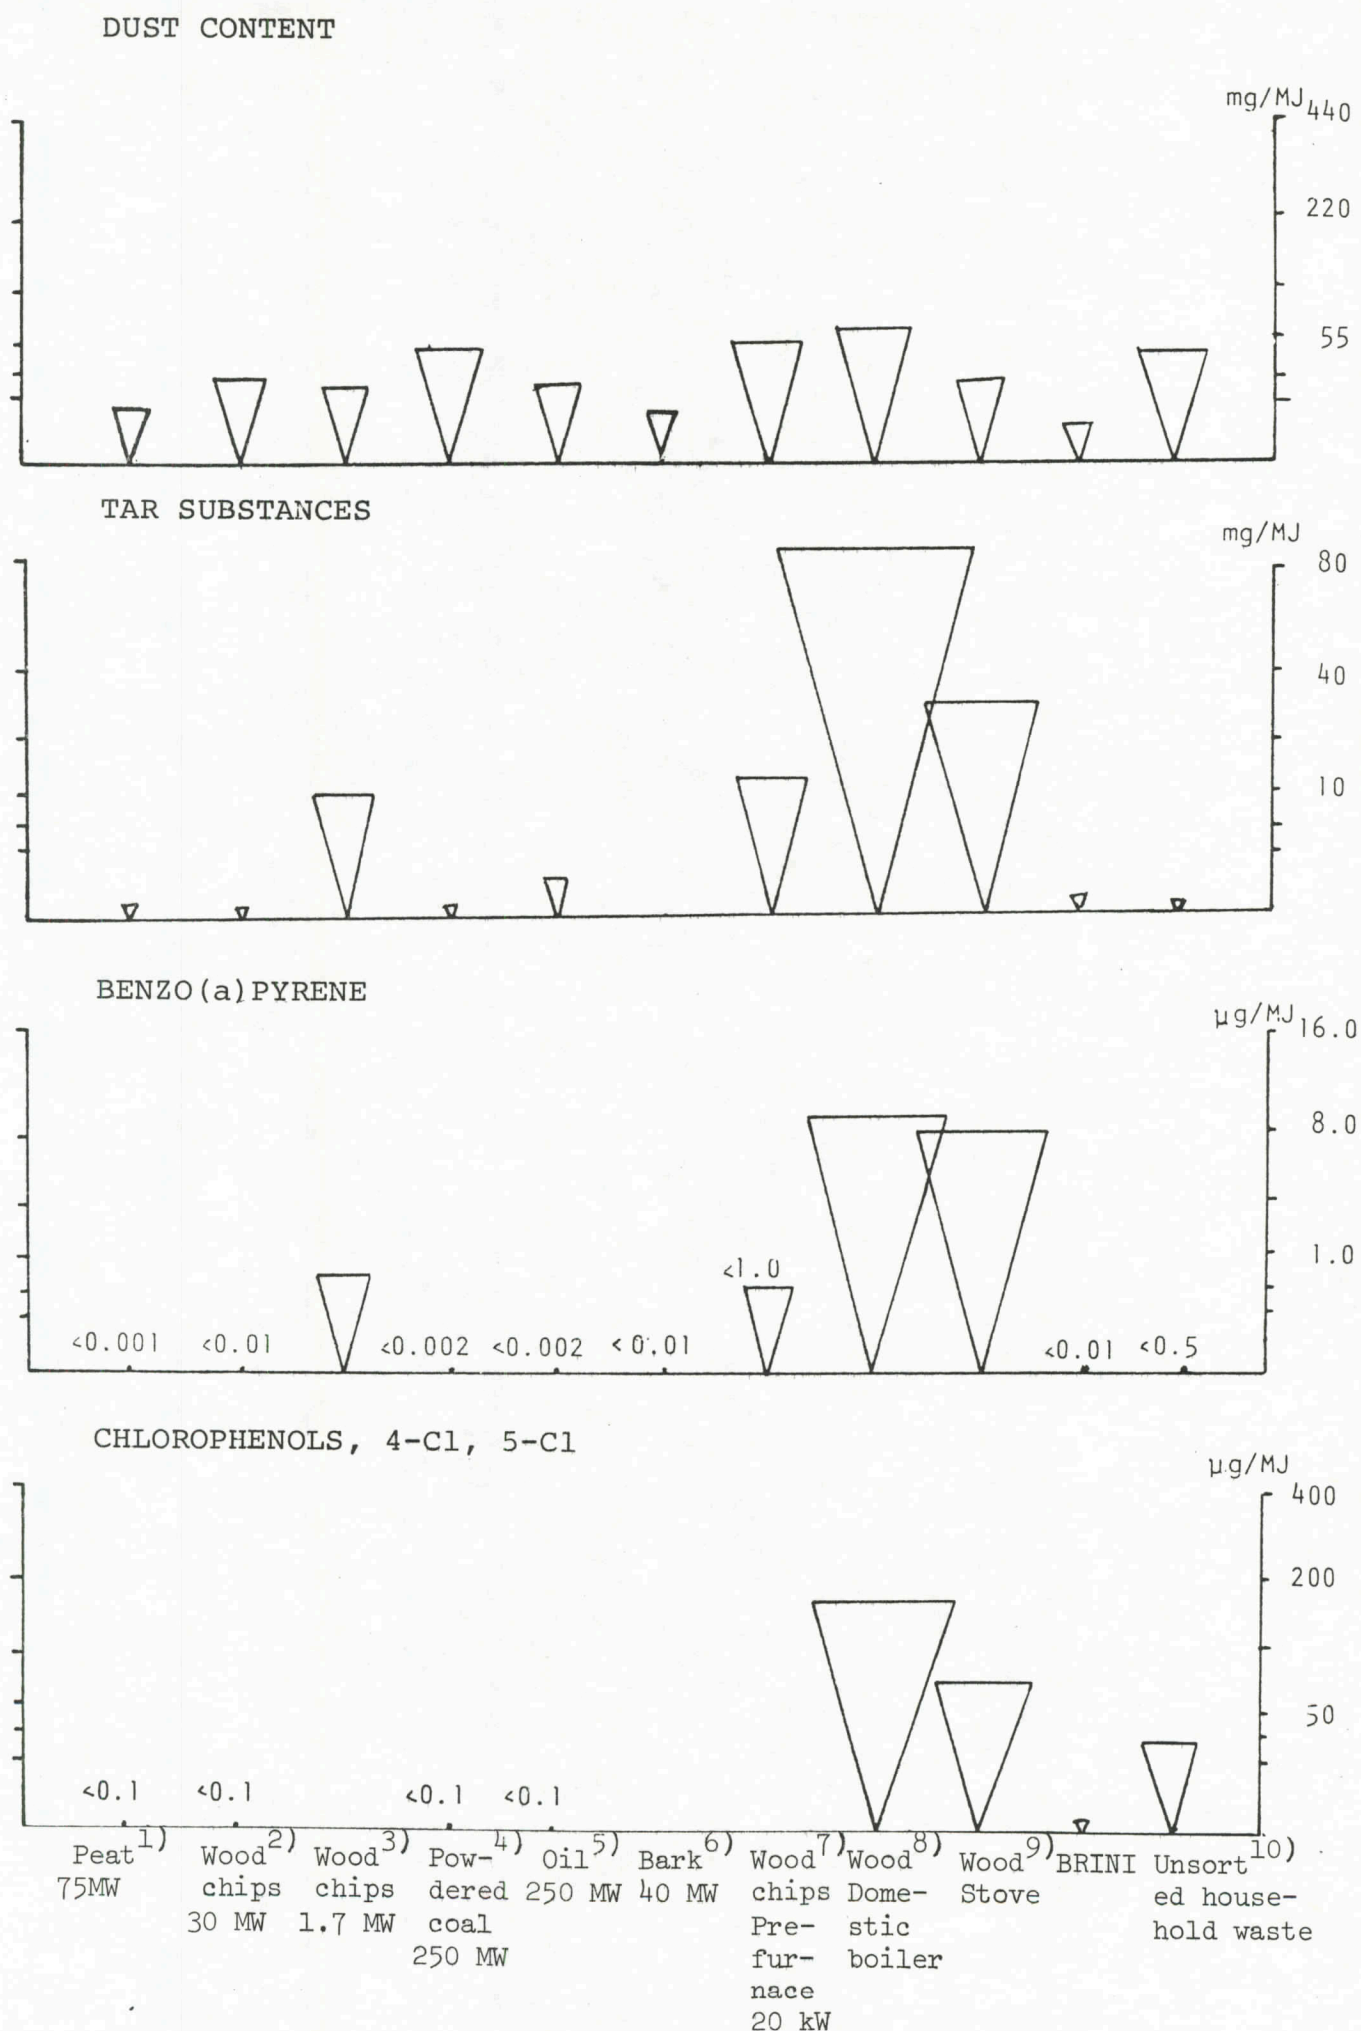 DUST CONTENT
mg/MJ 440
220
55
TAR SUBSTANCES
mg/MJ
80
40
10
BENZO(a)PYRENE
µg/MJ 16.0
8.0
1.0
<1.0
<0.001 <0.01 <0.002 <0.002 <0.01 <0.01 <0.5
CHLOROPHENOLS, 4-Cl, 5-Cl
µg/MJ
400
200
50
<0.1 <0.1 <0.1 <0.1
Peat 1)
75MW
Wood 2)
chips
30 MW
Wood 3)
chips
1.7 MW
Pow- 4)
dered
coal
250 MW
Oil 5)
250 MW
Bark 6)
40 MW
Wood 7)
chips
Pre-
fur-
nace
20 kW
Wood 8)
Dome-
stic
boiler
Wood 9)
Stove
BRINI
Unsort 10)
ed house-
hold waste